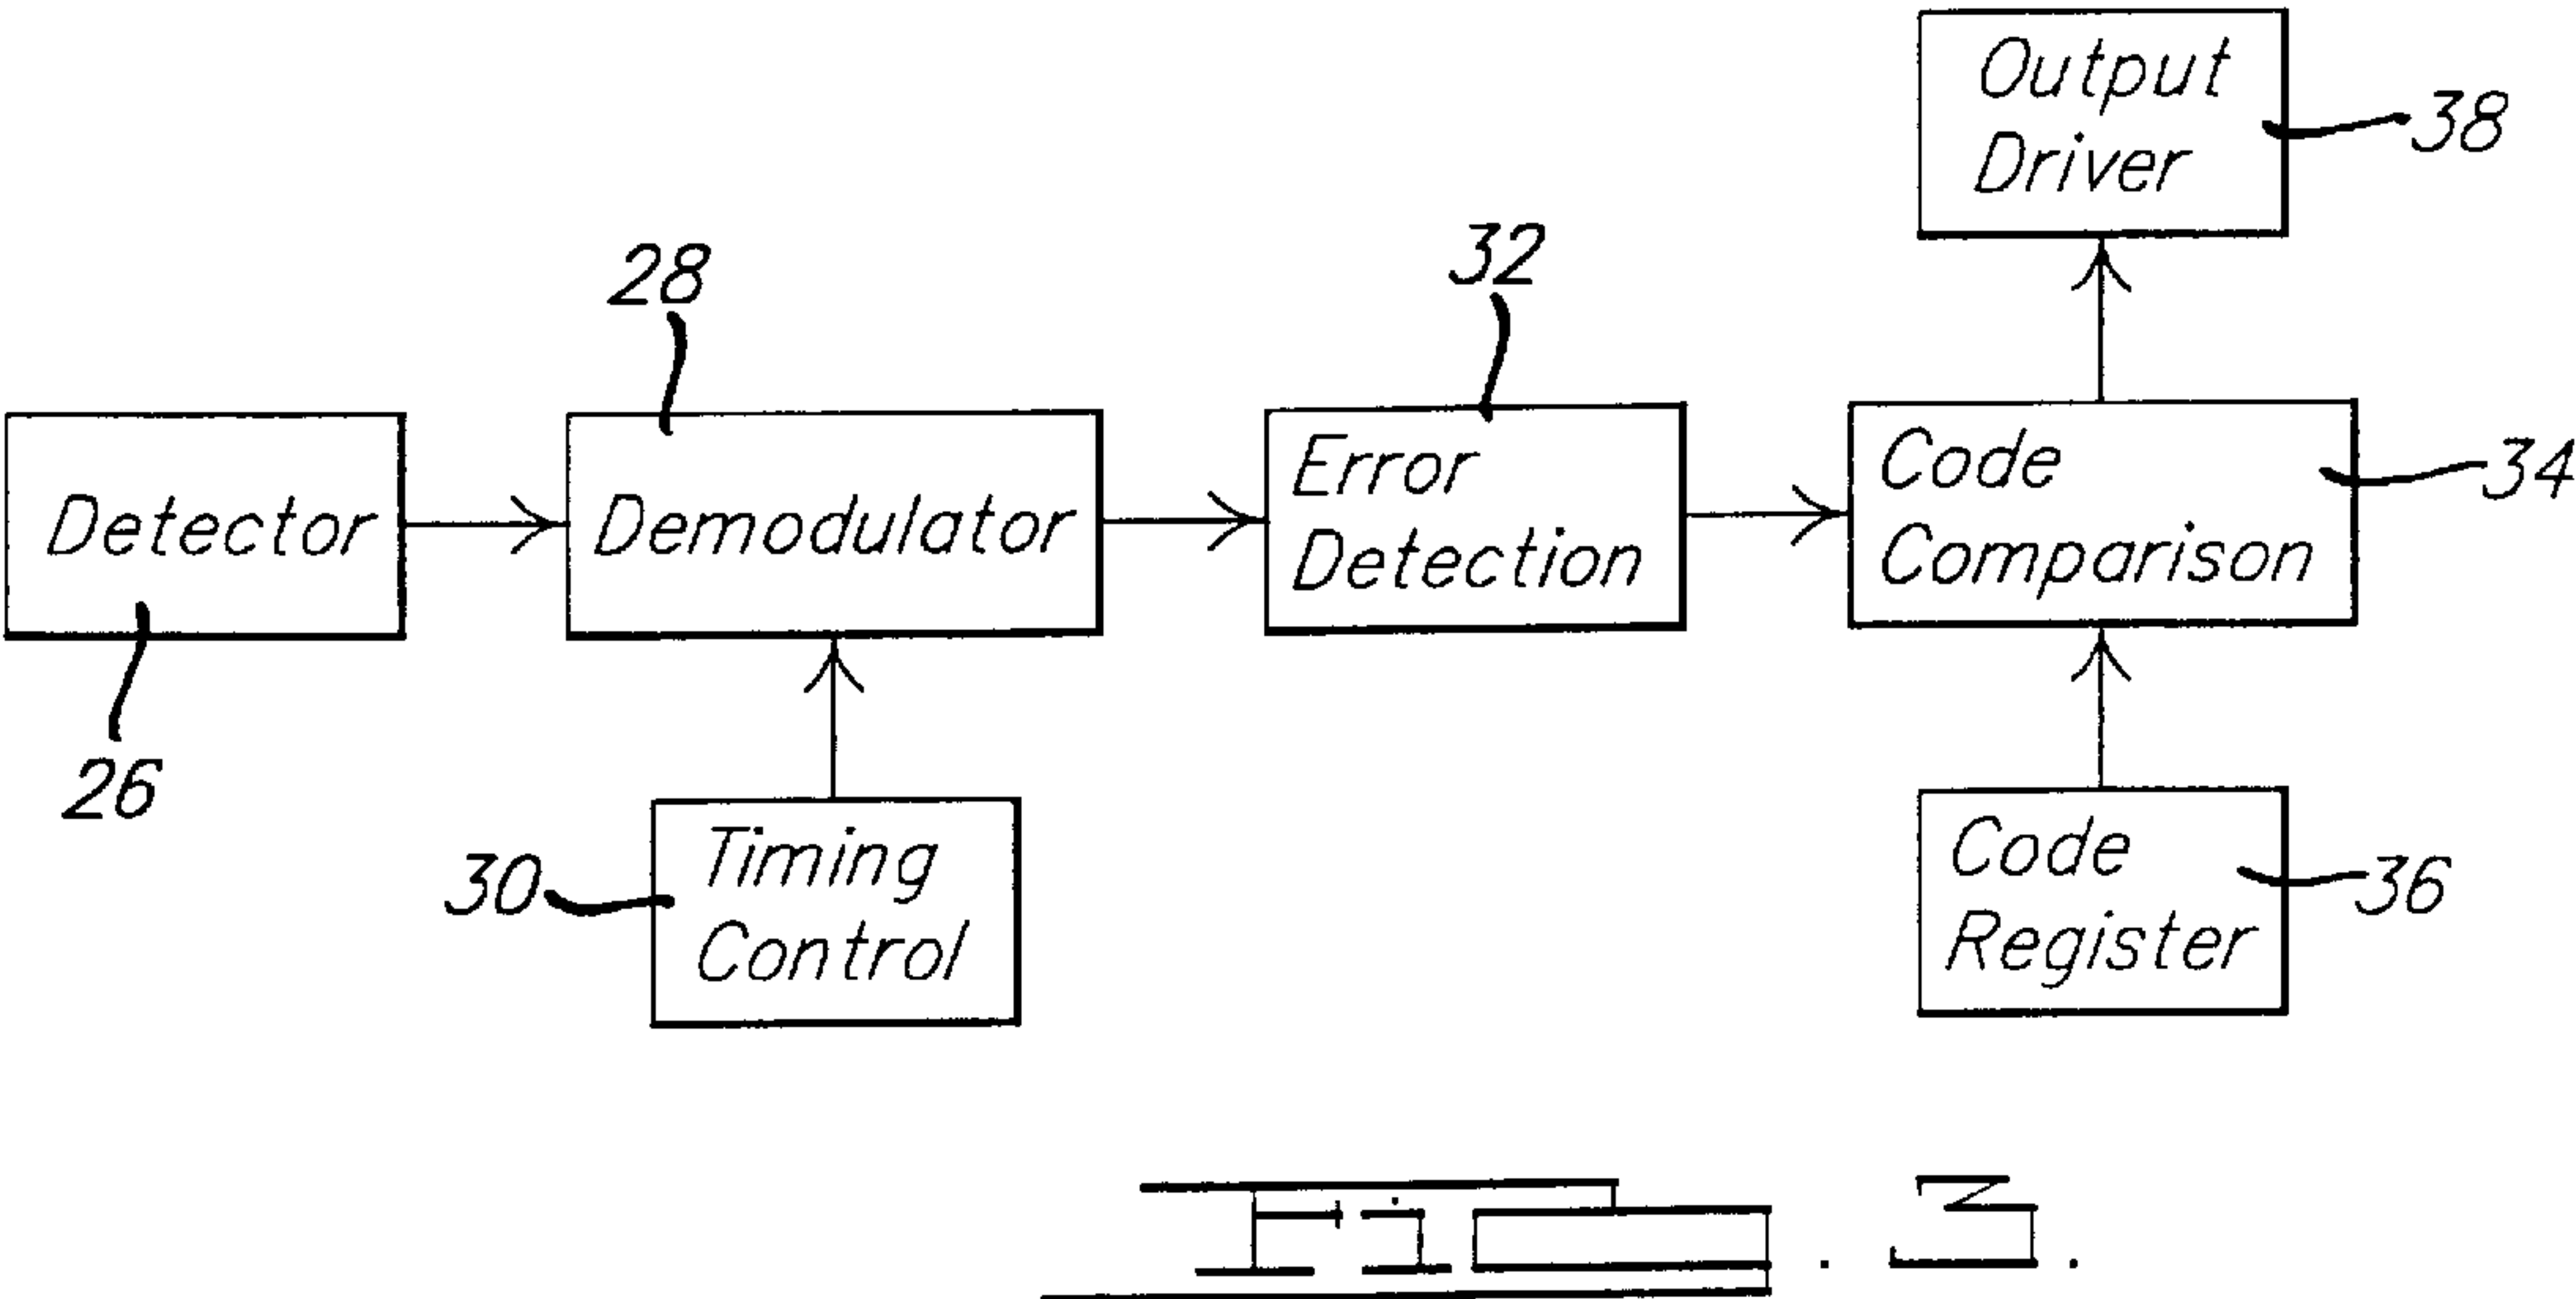 Output
Driver
38
28
32
Detector
26
Demodulator
Error
Detection
Code
Comparison
34
30
Timing
Control
Code
Register
36
Fig. 3.